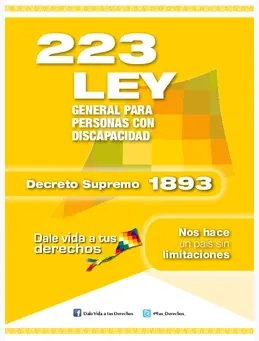 223
LEY
GENERAL PARA
PERSONAS CON
DISCAPACIDAD
Decreto Supremo 1893
Dale vida a tus
derechos
Nos hace
un país sin
limitaciones
Dale Vida a tus Derechos
#Tus_Derechos_